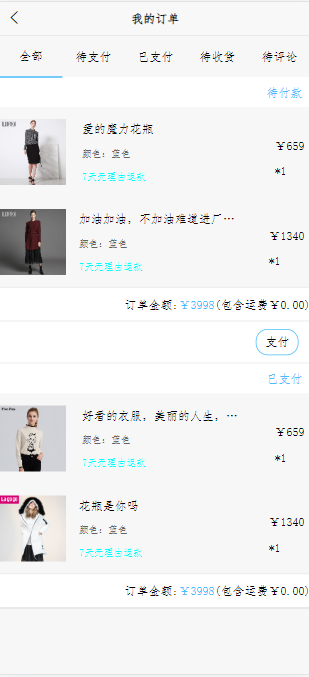 我的订单
全部 待支付 已支付 待收货 待评论
待付款
爱的魔力花瓶
￥659
颜色：蓝色
*1
7天无理由退款
加油加油，不加油难道进厂…
￥1340
颜色：蓝色
*1
7天无理由退款
订单金额:￥3998(包含运费￥0.00)
支付
已支付
好看的衣服，美丽的人生，…
￥659
颜色：蓝色
*1
7天无理由退款
Lagogo
花瓶是你吗
￥1340
颜色：蓝色
*1
7天无理由退款
订单金额:￥3998(包含运费￥0.00)